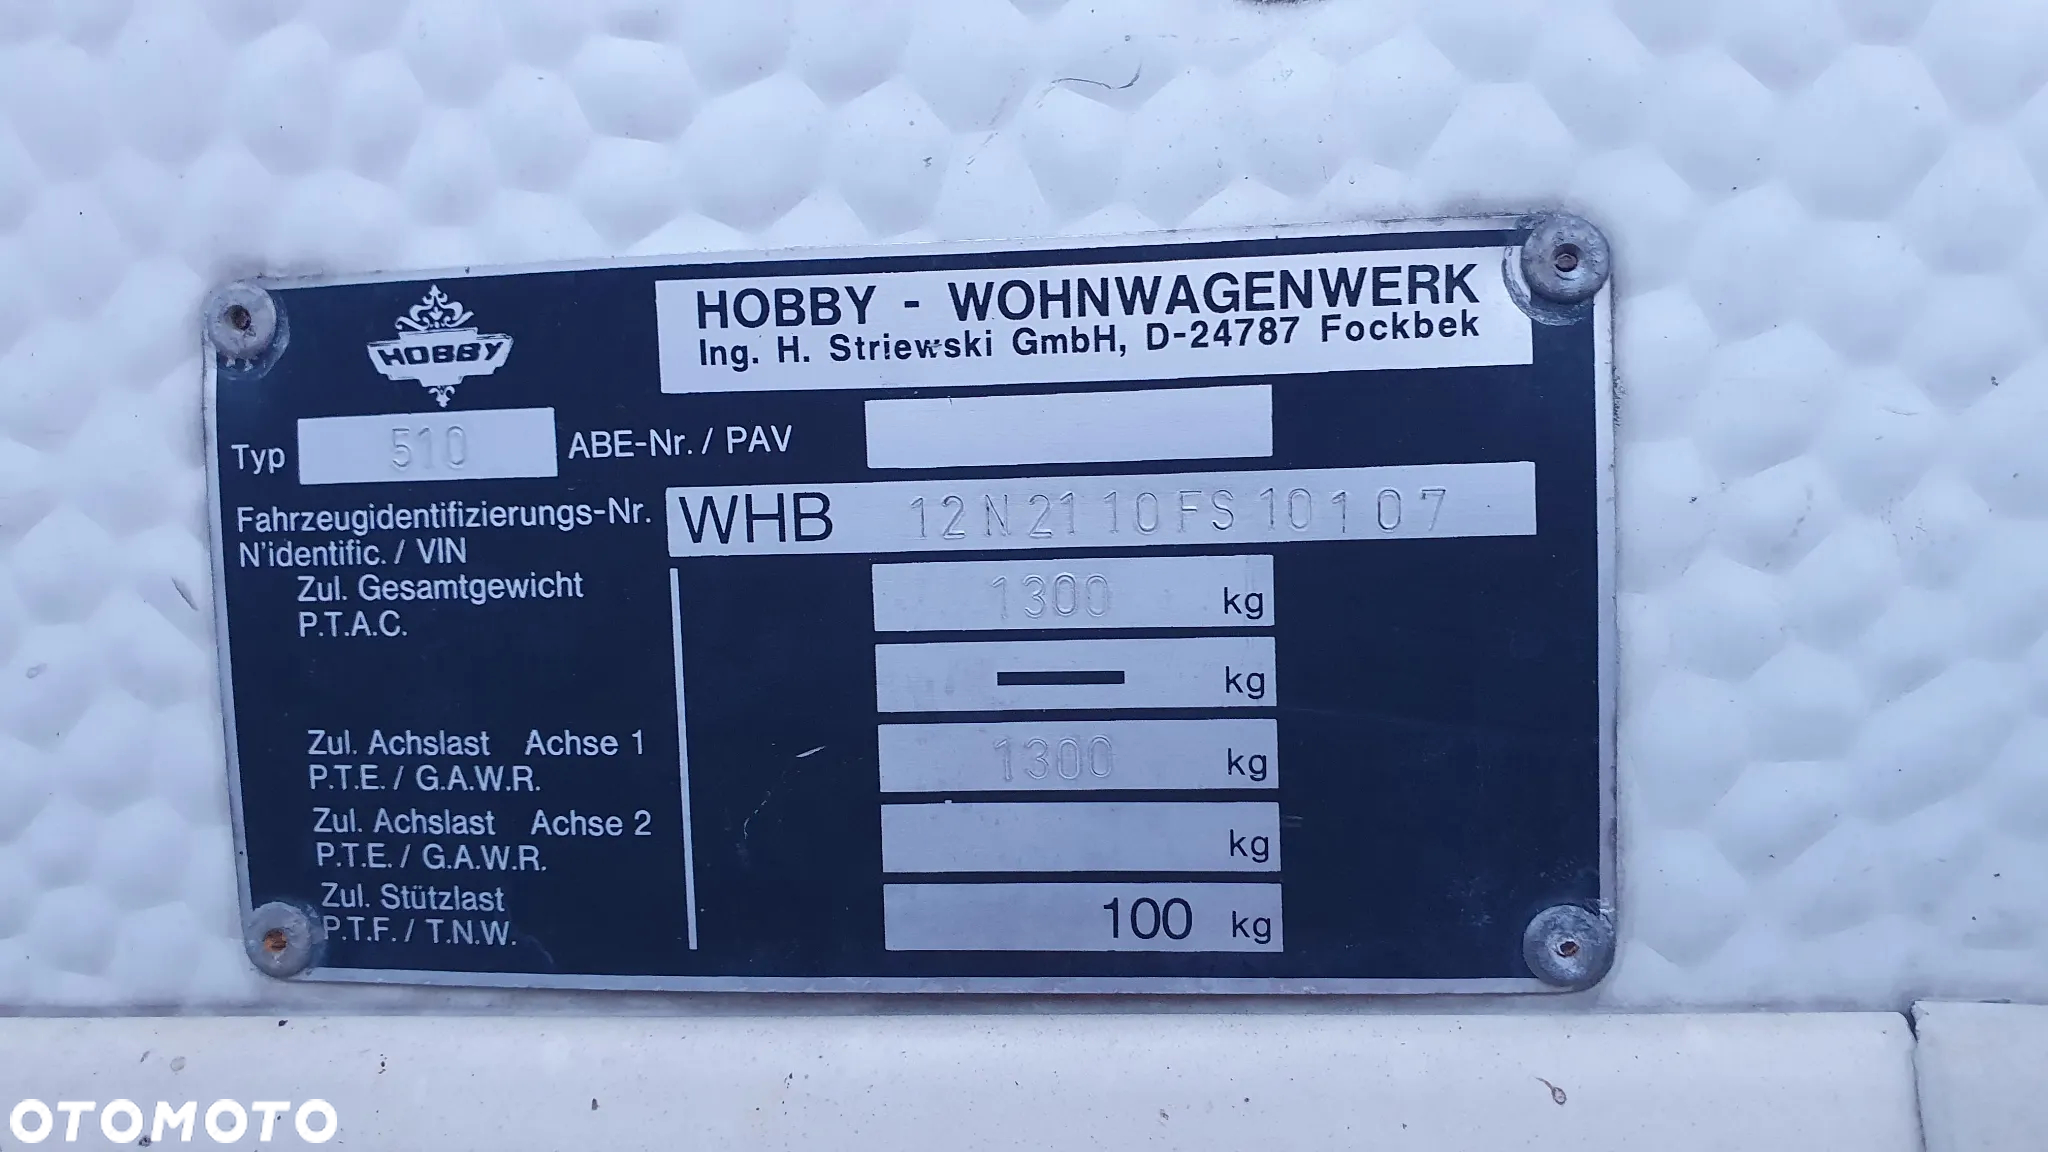 HOBBY
HOBBY - WOHNWAGENWERK
Ing. H. Striewski GmbH, D-24787 Fockbek
Typ 510 ABE-Nr. / PAV
Fahrzeugidentifizierungs-Nr. WHB 12N2110FS10107
N'identific. / VIN
Zul. Gesamtgewicht 1300 kg
P.T.A.C.
kg
Zul. Achslast Achse 1 1300 kg
P.T.E. / G.A.W.R.
Zul. Achslast Achse 2 kg
P.T.E. / G.A.W.R.
Zul. Stützlast 100 kg
P.T.F. / T.N.W.
OTOMOTO